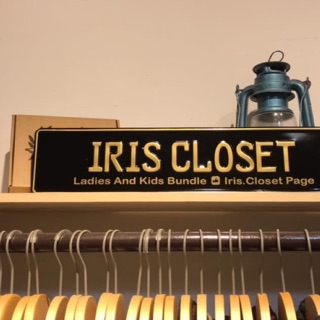 IRIS CLOSET
Ladies And Kids Bundle Iris.Closet Page